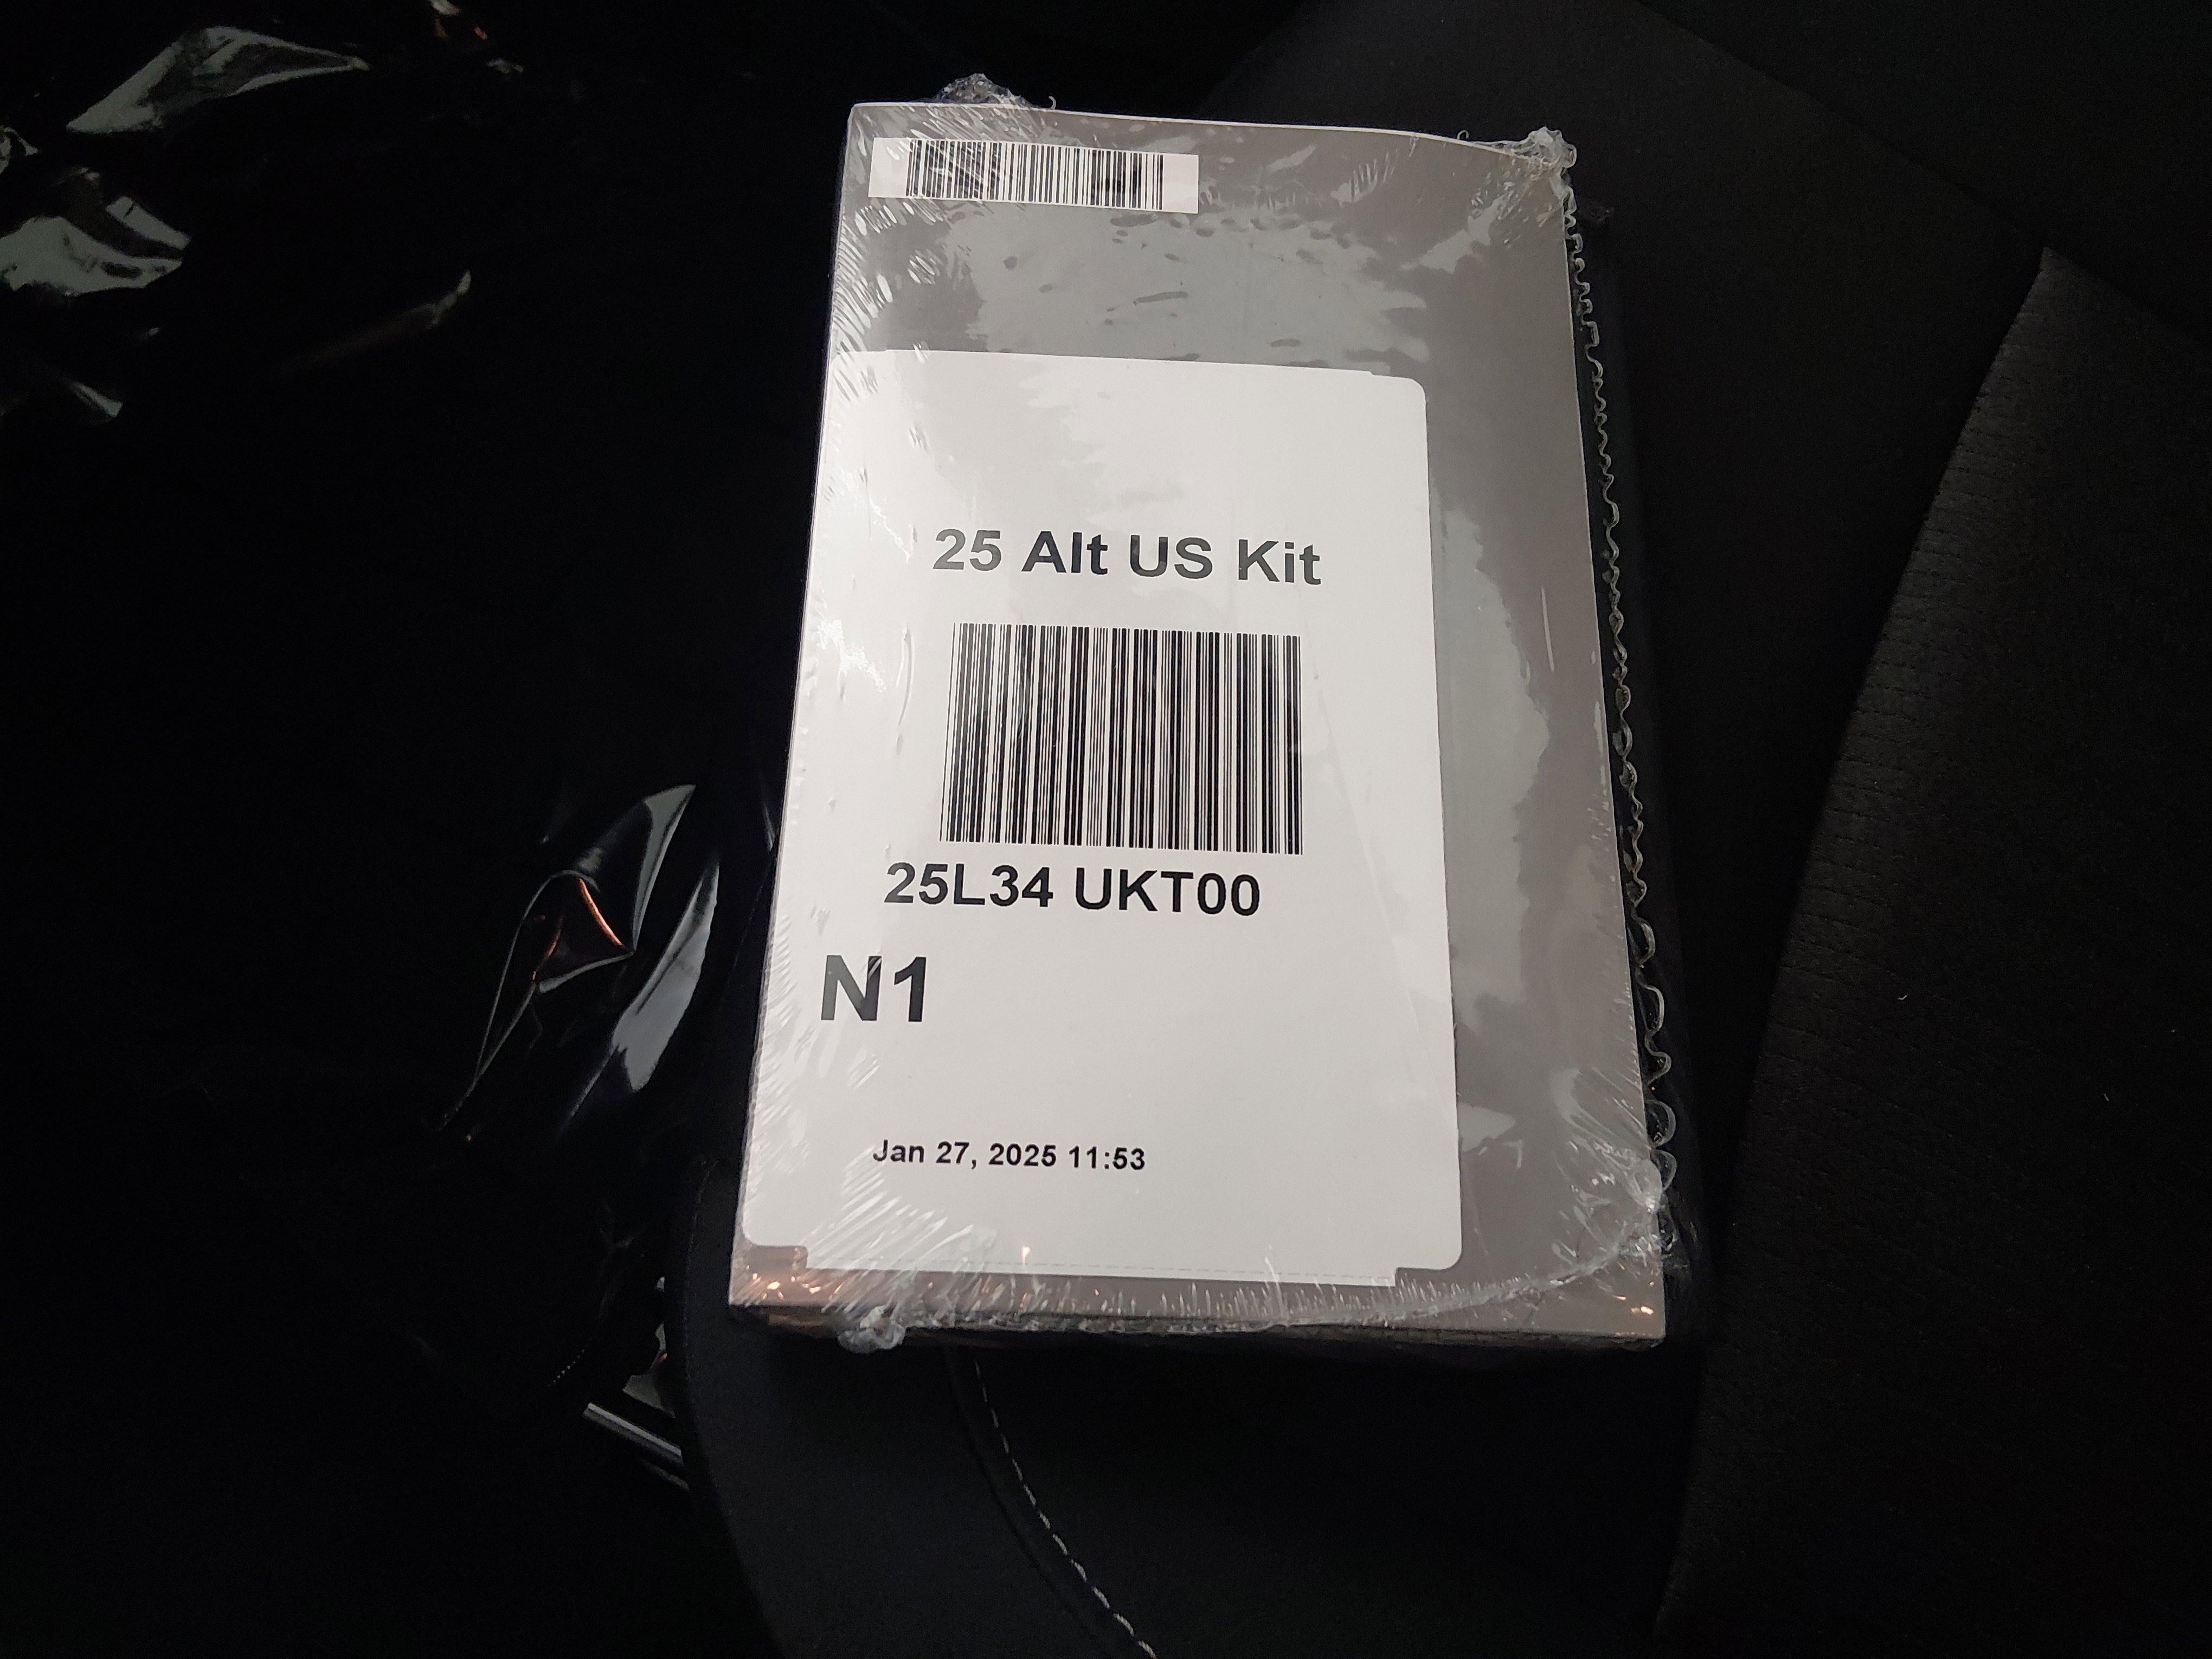 25 Alt US Kit
25L34 UKT00
N1
Jan 27, 2025 11:53